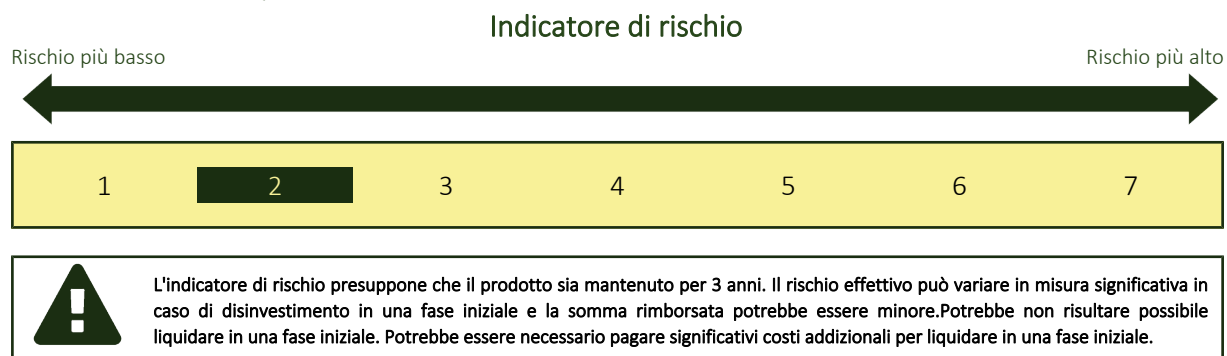 Indicatore di rischio
Rischio più basso
Rischio più alto
1 2 3 4 5 6 7
L'indicatore di rischio presuppone che il prodotto sia mantenuto per 3 anni. Il rischio effettivo può variare in misura significativa in
caso di disinvestimento in una fase iniziale e la somma rimborsata potrebbe essere minore.Potrebbe non risultare possibile
liquidare in una fase iniziale. Potrebbe essere necessario pagare significativi costi addizionali per liquidare in una fase iniziale.